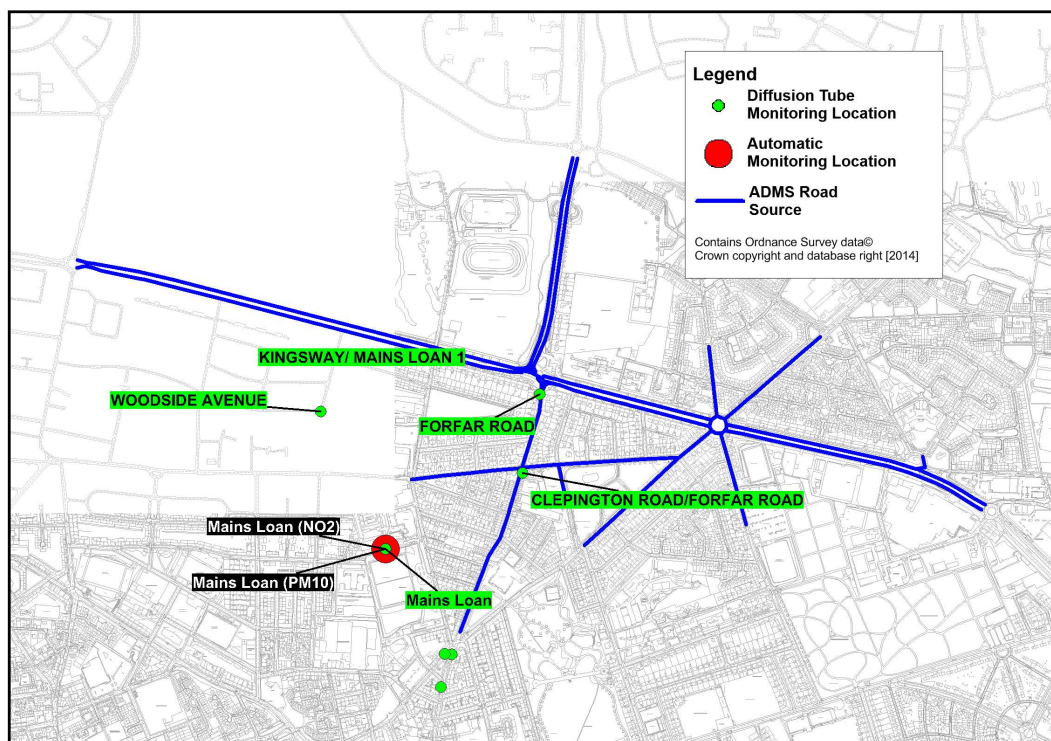 Legend
Diffusion Tube
Monitoring Location
Automatic
Monitoring Location
ADMS Road
Source
Contains Ordnance Survey data©
Crown copyright and database right [2014]
KINGSWAY/ MAINS LOAN 1
WOODSIDE AVENUE
FORFAR ROAD
CLEPINGTON ROAD/FORFAR ROAD
Mains Loan (NO2)
Mains Loan (PM10)
Mains Loan